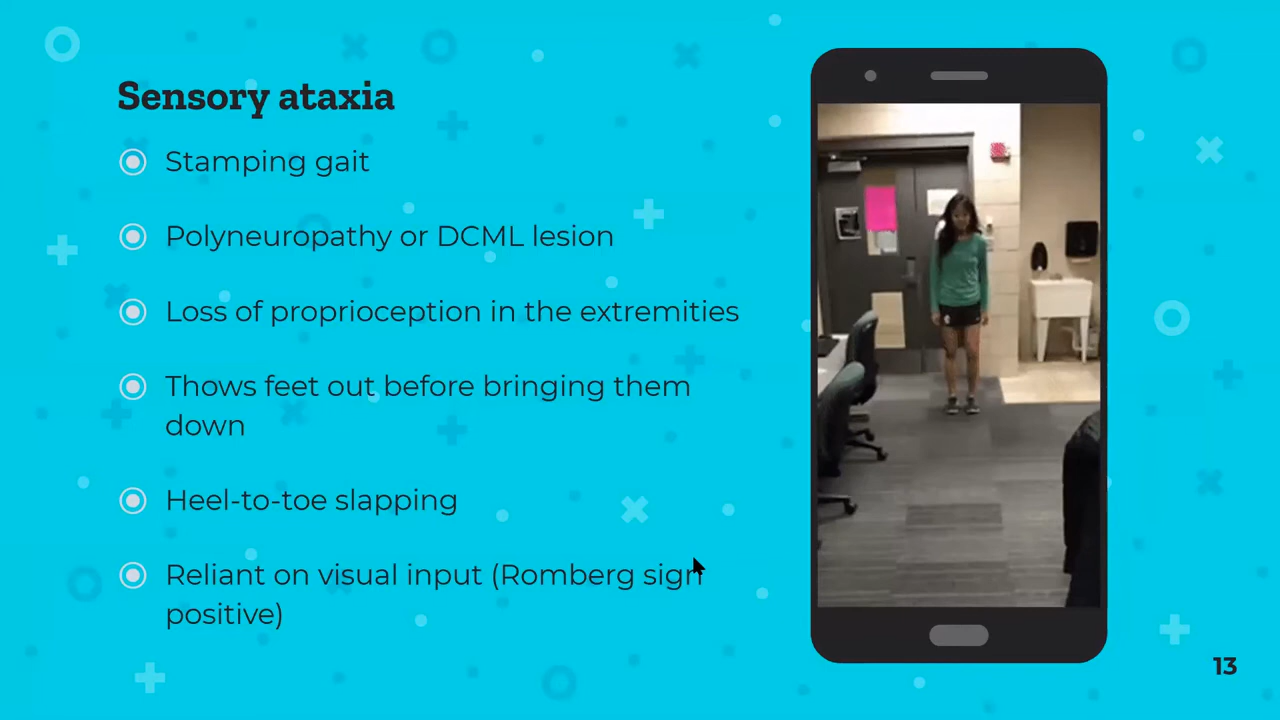 Sensory ataxia
Stamping gait
Polyneuropathy or DCML lesion
Loss of proprioception in the extremities
Thows feet out before bringing them
down
Heel-to-toe slapping
Reliant on visual input (Romberg sign
positive)
13